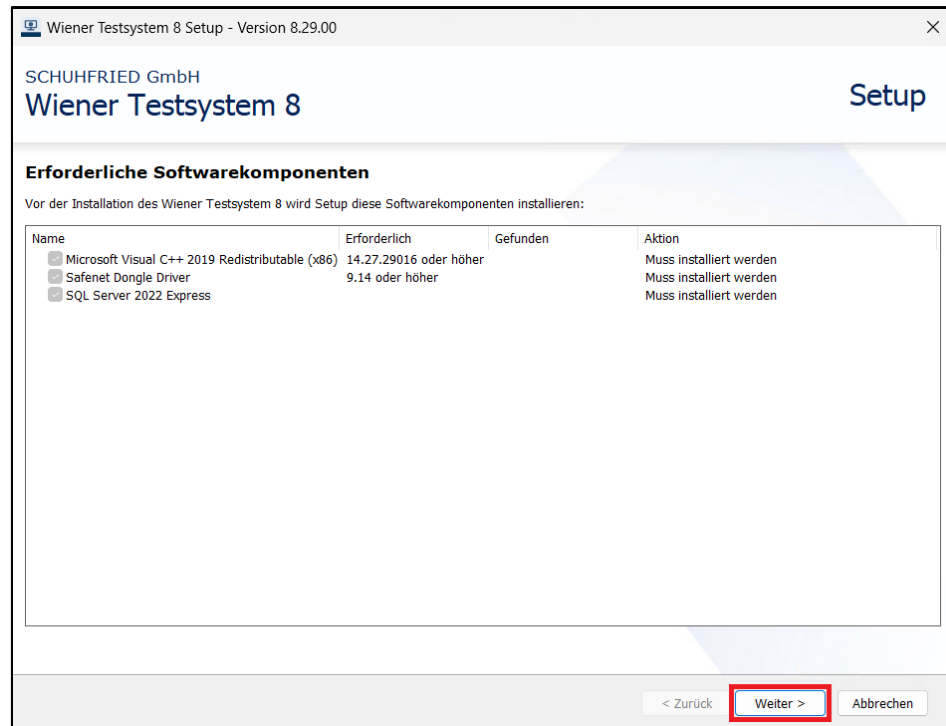 Wiener Testsystem 8 Setup - Version 8.29.00
SCHUHFRIED GmbH
Wiener Testsystem 8
Setup
Erforderliche Softwarekomponenten
Vor der Installation des Wiener Testsystem 8 wird Setup diese Softwarekomponenten installieren:
Name Erforderlich Gefunden Aktion
Microsoft Visual C++ 2019 Redistributable (x86) 14.27.29016 oder höher Muss installiert werden
Safenet Dongle Driver 9.14 oder höher Muss installiert werden
SQL Server 2022 Express Muss installiert werden
< Zurück Weiter > Abbrechen